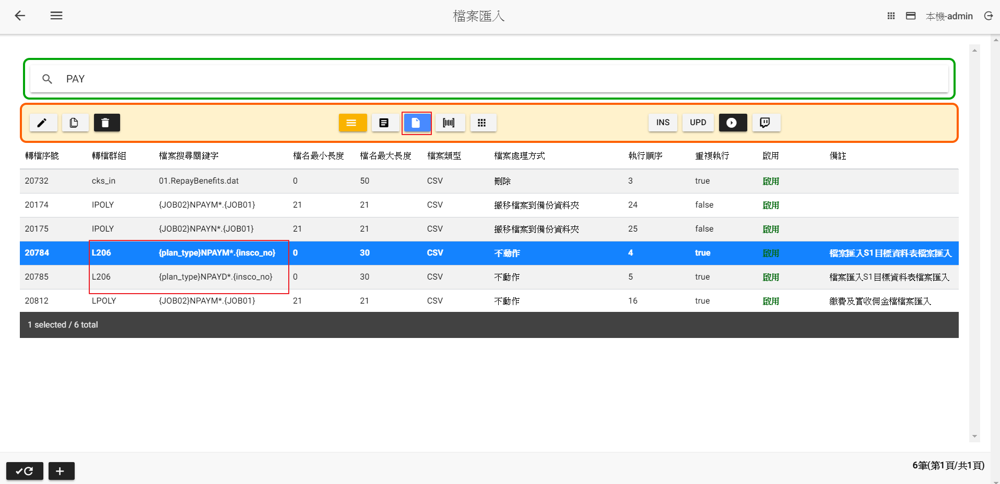 檔案匯入
本機-admin
PAY
INS UPD
轉檔序號 轉檔群組 檔案搜尋關鍵字 檔名最小長度 檔名最大長度 檔案類型 檔案處理方式 執行順序 重複執行 啟用 備註
20732 cks_in 01.RepayBenefits.dat 0 50 CSV 刪除 3 true 啟用
20174 IPOLY {JOB02}NPAYM*.{JOB01} 21 21 CSV 搬移檔案到備份資料夾 24 false 啟用
20175 IPOLY {JOB02}NPAYN*.{JOB01} 21 21 CSV 搬移檔案到備份資料夾 25 false 啟用
20784 L206 {plan_type}NPAYM*.{insco_no} 0 30 CSV 不動作 4 true 啟用 檔案匯入S1目標資料表檔案匯入
20785 L206 {plan_type}NPAYD*.{insco_no} 0 30 CSV 不動作 5 true 啟用 檔案匯入S1目標資料表檔案匯入
20812 LPOLY {JOB02}NPAYM*.{JOB01} 21 21 CSV 不動作 16 true 啟用 繳費及實收佣金檔檔案匯入
1 selected / 6 total
6筆(第1頁/共1頁)